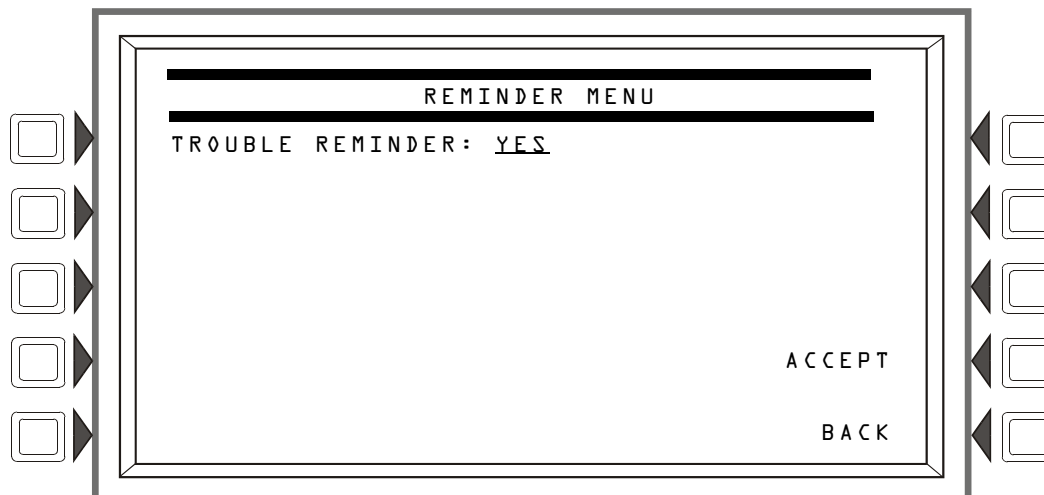 REMINDER MENU
TROUBLE REMINDER: YES
ACCEPT
BACK